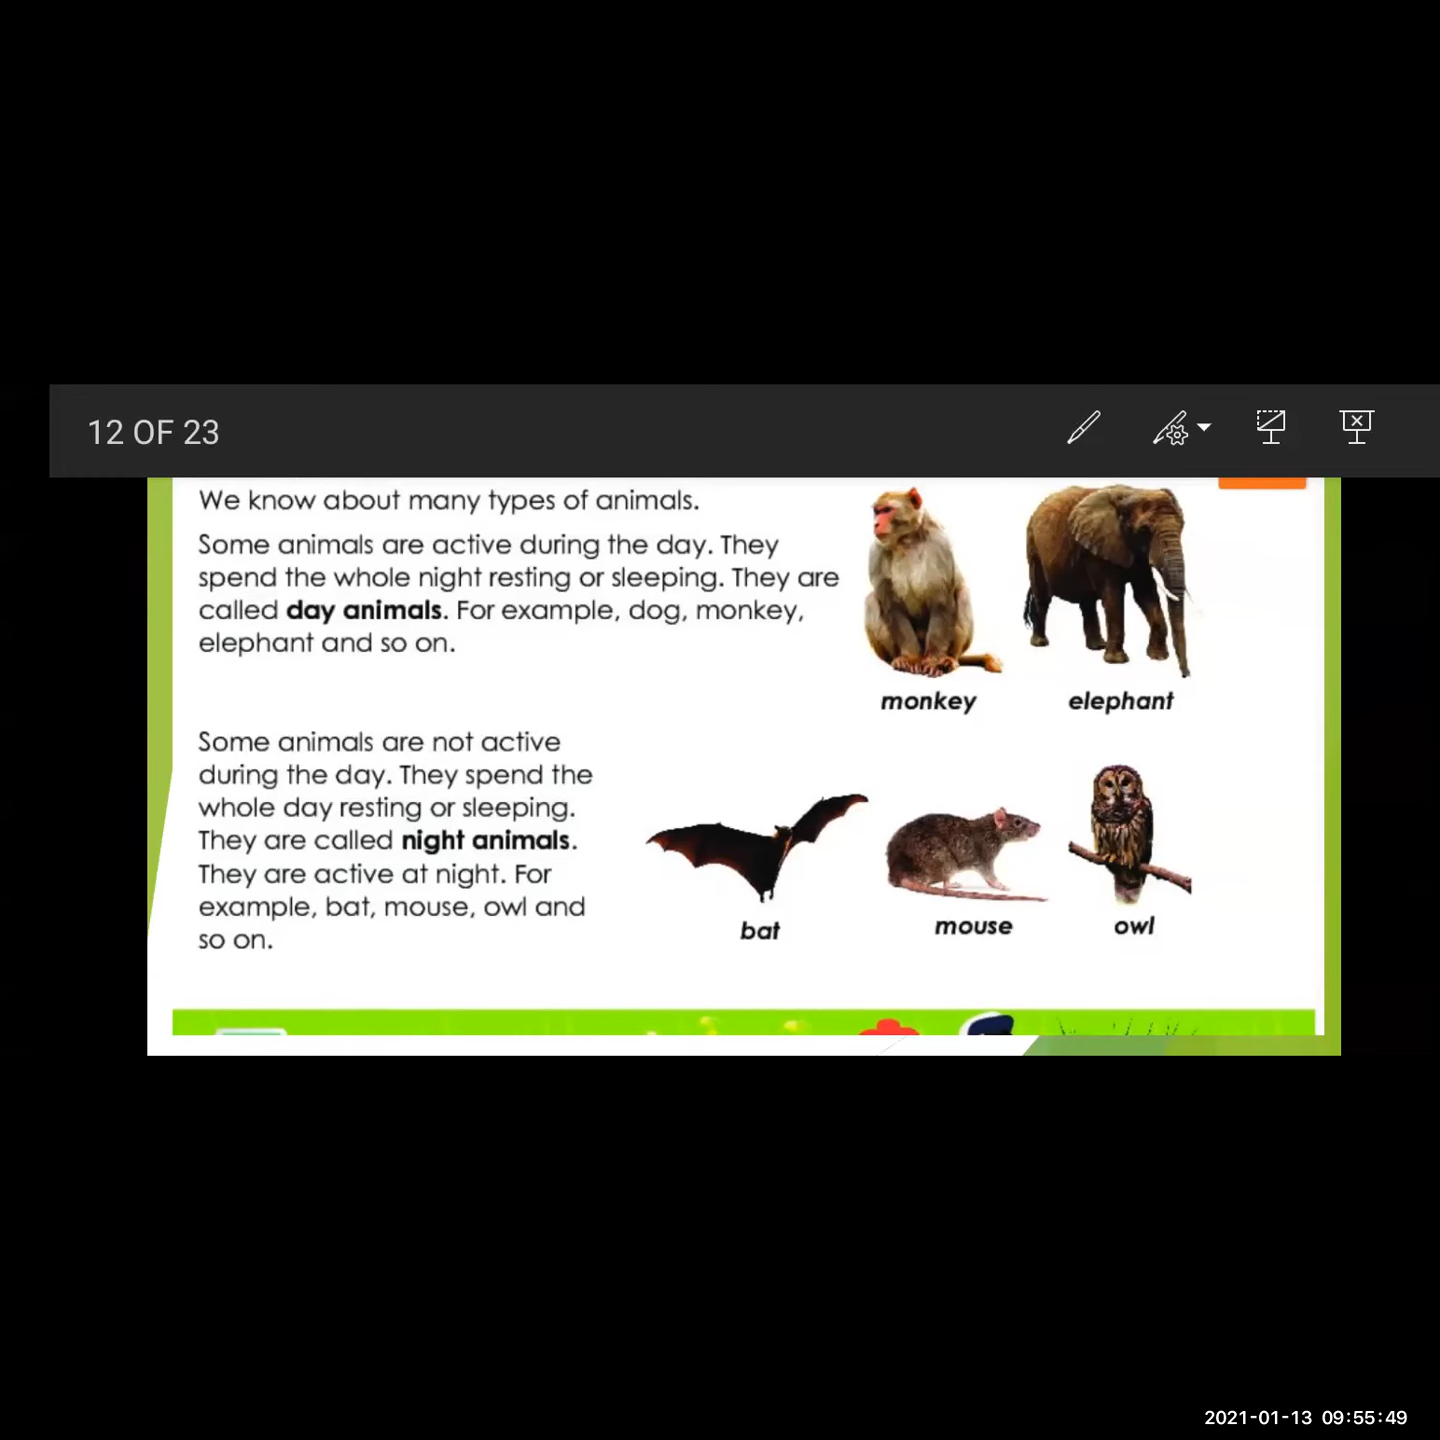 12 OF 23
We know about many types of animals.
Some animals are active during the day. They
spend the whole night resting or sleeping. They are
called day animals. For example, dog, monkey,
elephant and so on.
monkey
elephant
Some animals are not active
during the day. They spend the
whole day resting or sleeping.
They are called night animals.
They are active at night. For
example, bat, mouse, owl and
so on.
bat
mouse
owl
2021-01-13 09:55:49